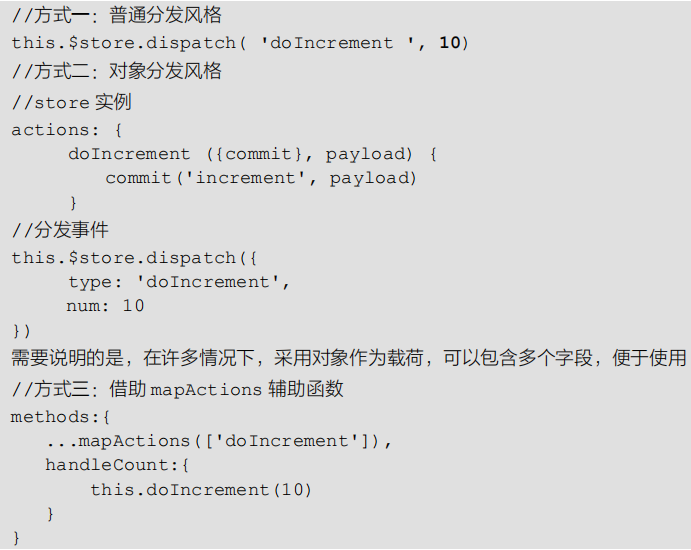 //方式一：普通分发风格
this.$store.dispatch( 'doIncrement ', 10)
//方式二：对象分发风格
//store 实例
actions: {
     doIncrement ({commit}, payload) {
        commit('increment', payload)
     }
//分发事件
this.$store.dispatch({
     type: 'doIncrement',
     num: 10
})
需要说明的是，在许多情况下，采用对象作为载荷，可以包含多个字段，便于使用
//方式三：借助 mapActions 辅助函数
methods:{
   ...mapActions(['doIncrement']),
   handleCount:{
       this.doIncrement(10)
   }
}